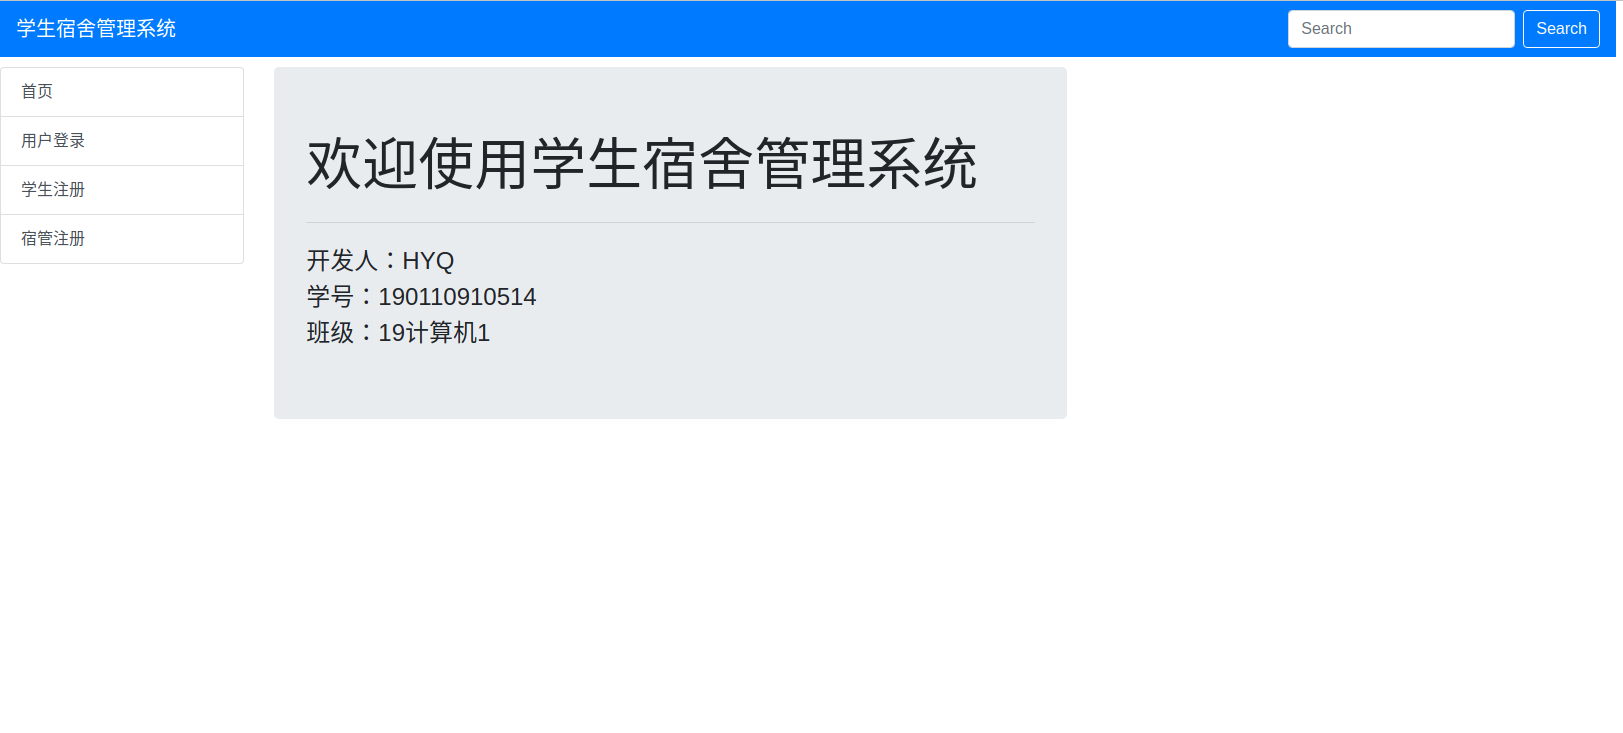 学生宿舍管理系统
Search
Search
首页
用户登录
学生注册
宿管注册
欢迎使用学生宿舍管理系统
开发人：HYQ
学号：190110910514
班级：19计算机1